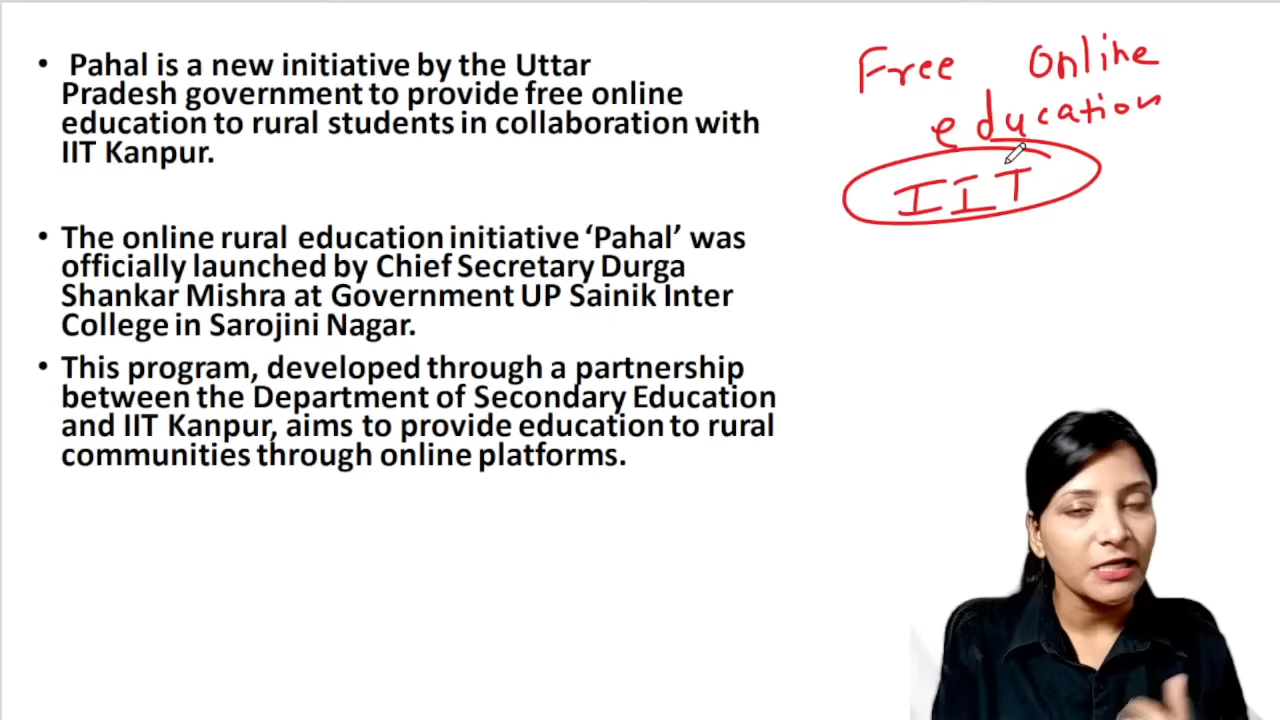 • Pahal is a new initiative by the Uttar
Pradesh government to provide free online
education to rural students in collaboration with
IIT Kanpur.
• The online rural education initiative ‘Pahal’ was
officially launched by Chief Secretary Durga
Shankar Mishra at Government UP Sainik Inter
College in Sarojini Nagar.
• This program, developed through a partnership
between the Department of Secondary Education
and IIT Kanpur, aims to provide education to rural
communities through online platforms.
Free Online
education
IIT